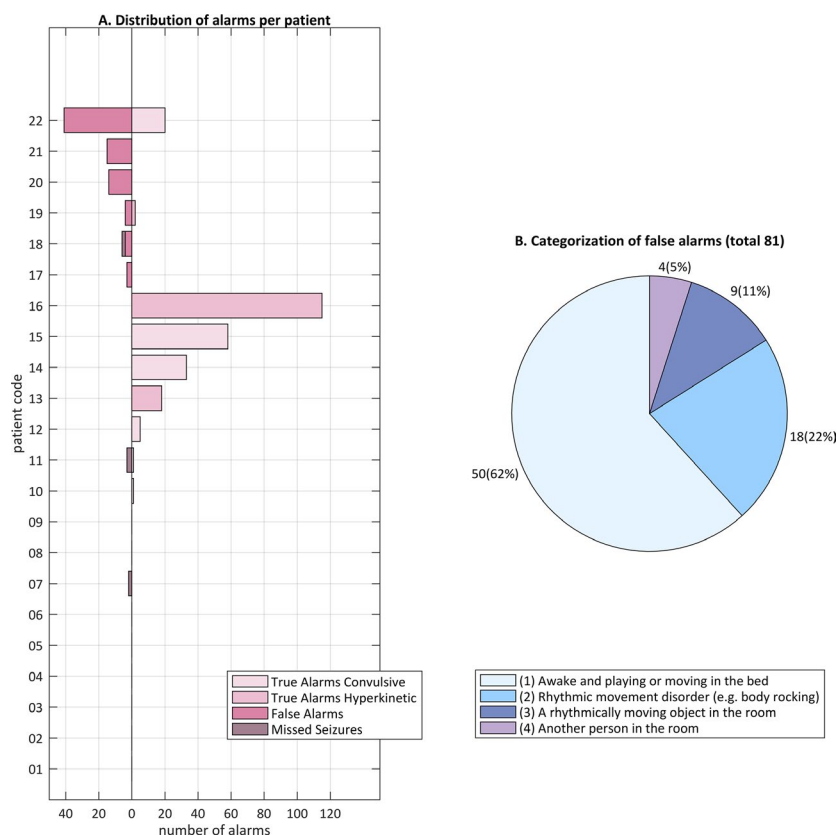 A. Distribution of alarms per patient
22
21
20
19
18
17
16
15
14
13
12
11
10
09
08
07
06
05
04
03
02
01
patient code
40 20 0 20 40 60 80 100 120
number of alarms
True Alarms Convulsive
True Alarms Hyperkinetic
False Alarms
Missed Seizures
B. Categorization of false alarms (total 81)
4(5%)
9(11%)
18(22%)
50(62%)
(1) Awake and playing or moving in the bed
(2) Rhythmic movement disorder (e.g. body rocking)
(3) A rhythmically moving object in the room
(4) Another person in the room